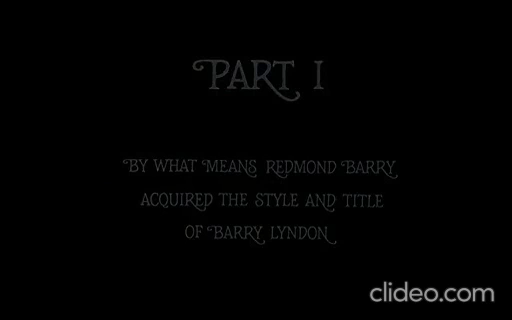 PART I
BY WHAT MEANS REDMOND BARRY
ACQUIRED THE STYLE AND TITLE
OF BARRY LYNDON
clideo.com